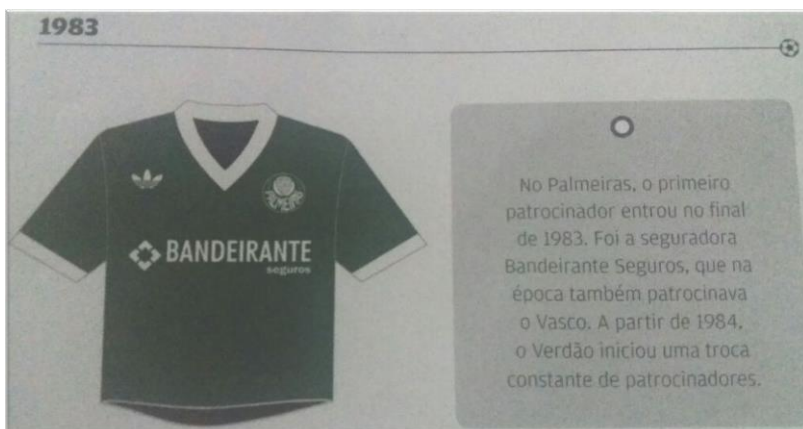 1983
BANDEIRANTE
seguros
No Palmeiras, o primeiro
patrocinador entrou no final
de 1983. Foi a seguradora
Bandeirante Seguros, que na
época também patrocinava
o Vasco. A partir de 1984,
o Verdão iniciou uma troca
constante de patrocinadores.